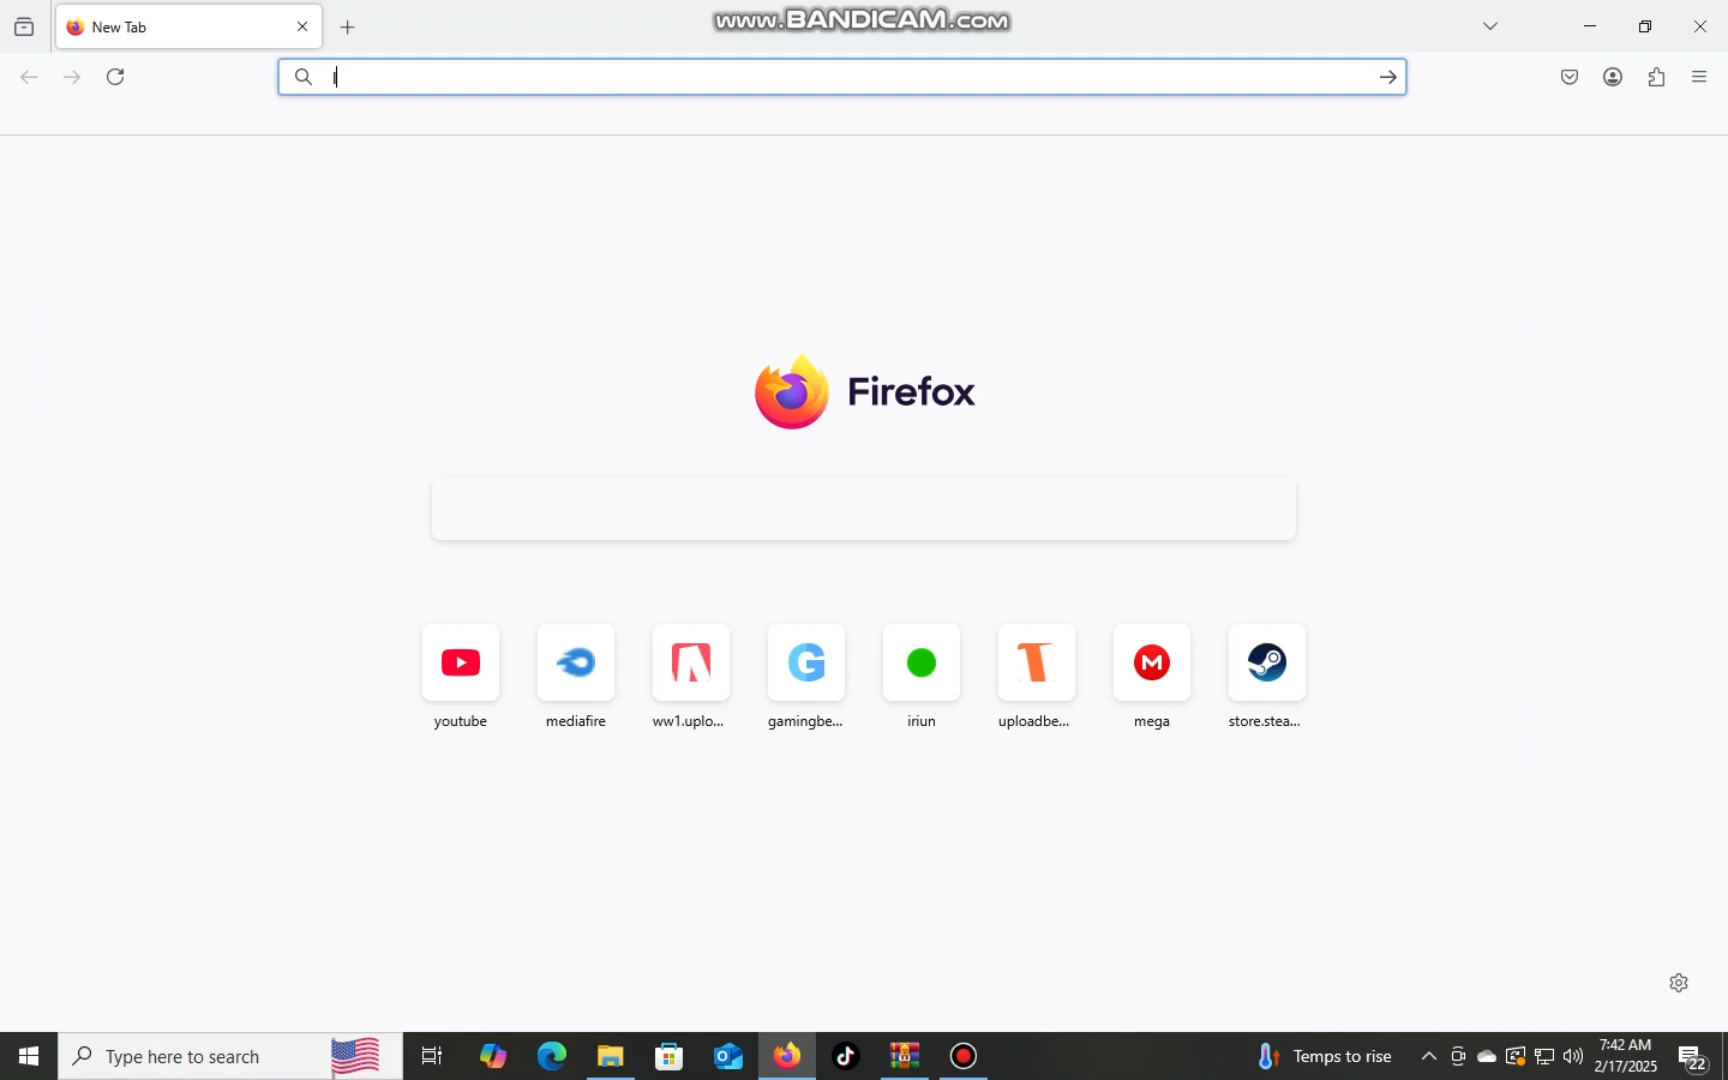 New Tab
www.BANDICAM.com
l
Firefox
youtube
mediafire
ww1.uplo...
gamingbe...
iriun
uploadbe...
mega
store.stea...
Type here to search
Temps to rise
7:42 AM
2/17/2025
22